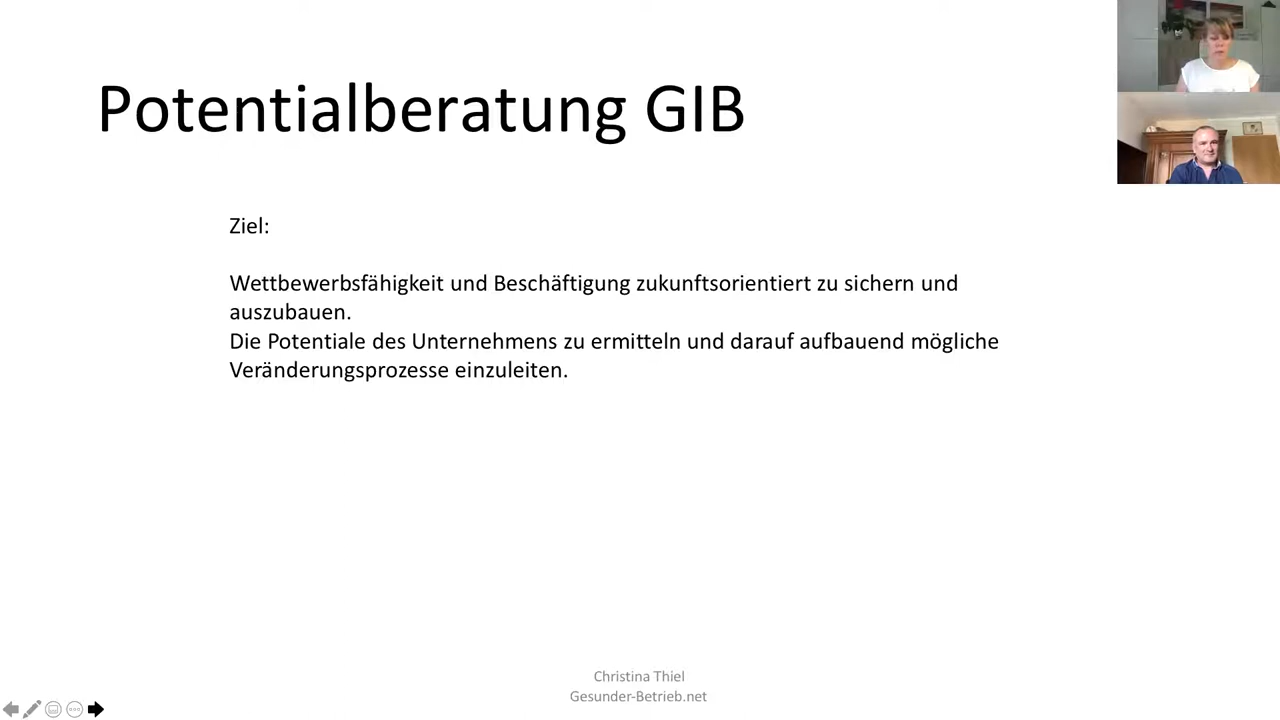 Potentialberatung GIB
Ziel:
Wettbewerbsfähigkeit und Beschäftigung zukunftsorientiert zu sichern und
auszubauen.
Die Potentiale des Unternehmens zu ermitteln und darauf aufbauend mögliche
Veränderungsprozesse einzuleiten.
Christina Thiel
Gesunder-Betrieb.net